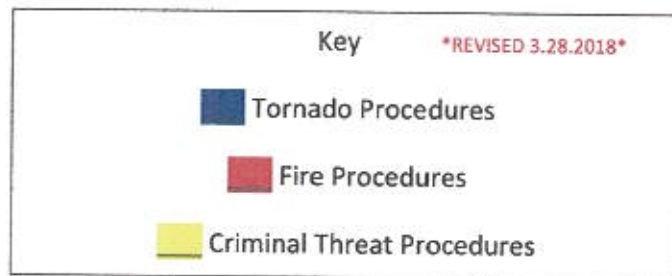 Key *REVISED 3.28.2018*
Tornado Procedures
Fire Procedures
Criminal Threat Procedures